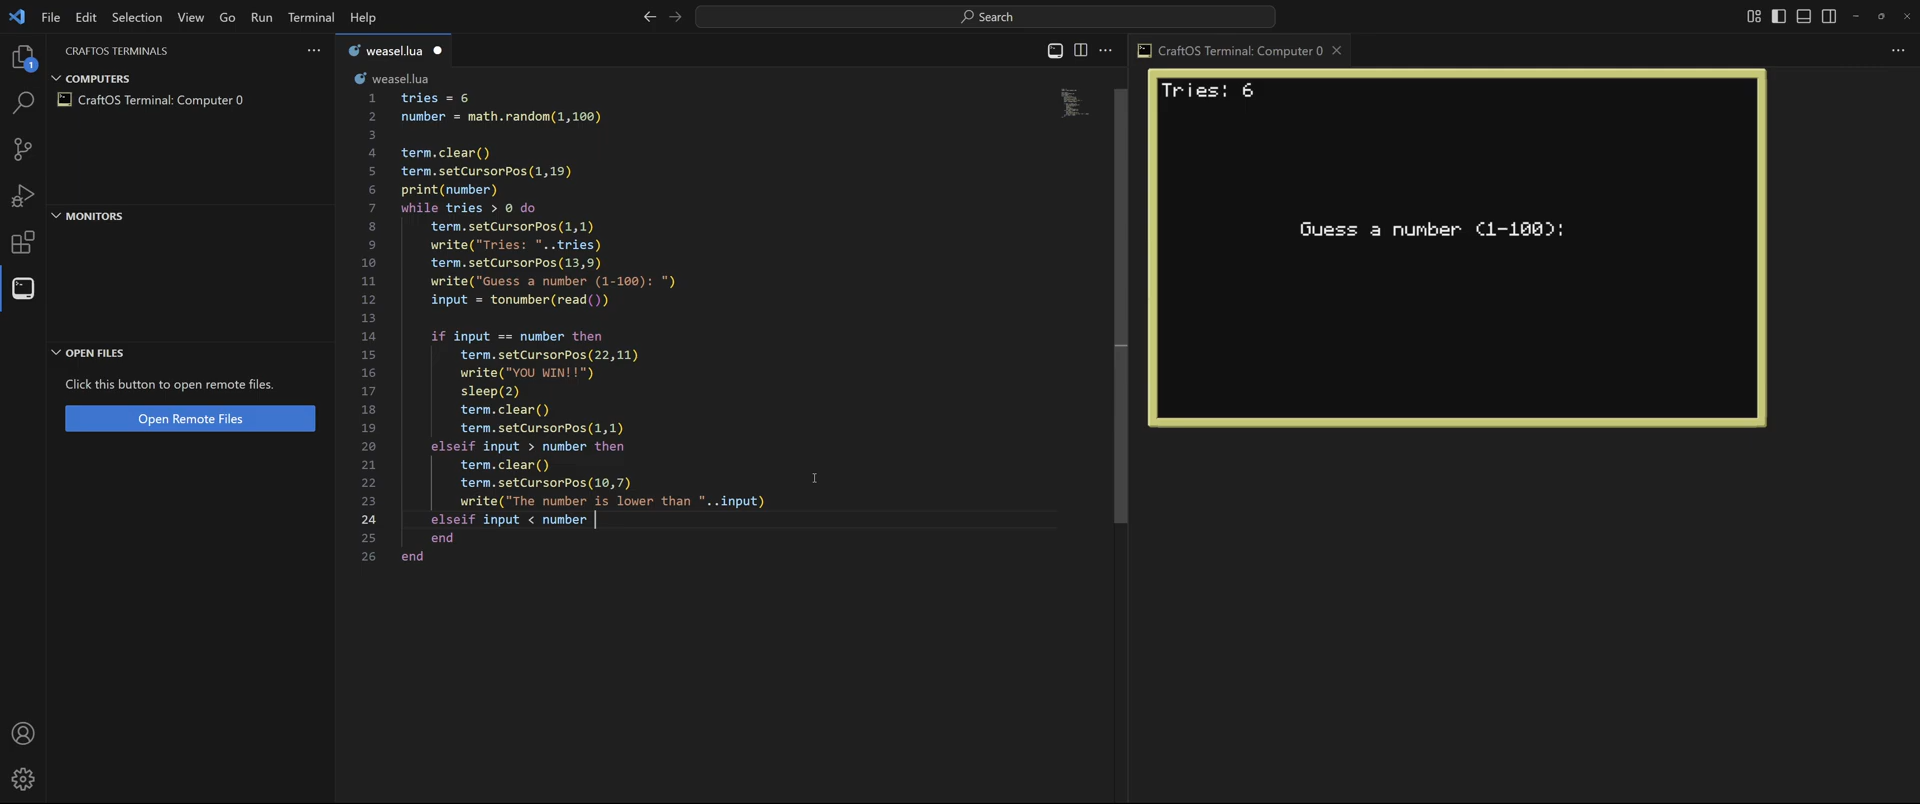 File Edit Selection View Go Run Terminal Help Search
CRAFTOS TERMINALS
COMPUTERS
CraftOS Terminal: Computer 0
MONITORS
OPEN FILES
Click this button to open remote files.
Open Remote Files
1
weasel.lua
weasel.lua
1 tries = 6
2 number = math.random(1,100)
3
4 term.clear()
5 term.setCursorPos(1,19)
6 print(number)
7 while tries > 0 do
8 term.setCursorPos(1,1)
9 write("Tries: "..tries)
10 term.setCursorPos(13,9)
11 write("Guess a number (1-100): ")
12 input = tonumber(read())
13
14 if input == number then
15 term.setCursorPos(22,11)
16 write("YOU WIN!!")
17 sleep(2)
18 term.clear()
19 term.setCursorPos(1,1)
20 elseif input > number then
21 term.clear()
22 term.setCursorPos(10,7)
23 write("The number is lower than "..input)
24 elseif input < number
25 end
26 end
CraftOS Terminal: Computer 0
Tries: 6
Guess a number (1-100):